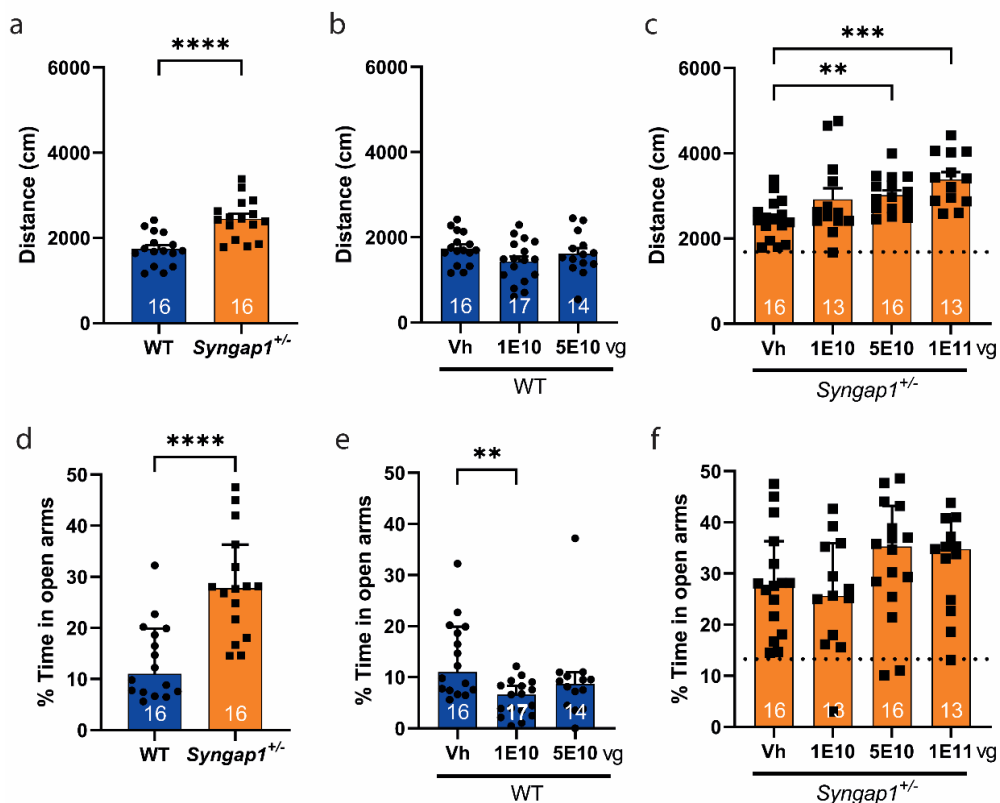 a
****
6000
4000
2000
0
Distance (cm)
16
16
WT
Syngap1+/-
b
6000
4000
2000
0
Distance (cm)
16
17
14
Vh
1E10
5E10 vg
WT
c
***
**
6000
4000
2000
0
Distance (cm)
16
13
16
13
Vh
1E10
5E10
1E11 vg
Syngap1+/-
d
****
50
40
30
20
10
0
% Time in open arms
16
16
WT
Syngap1+/-
e
**
50
40
30
20
10
0
% Time in open arms
16
17
14
Vh
1E10
5E10 vg
WT
f
50
40
30
20
10
0
% Time in open arms
16
13
16
13
Vh
1E10
5E10
1E11 vg
Syngap1+/-